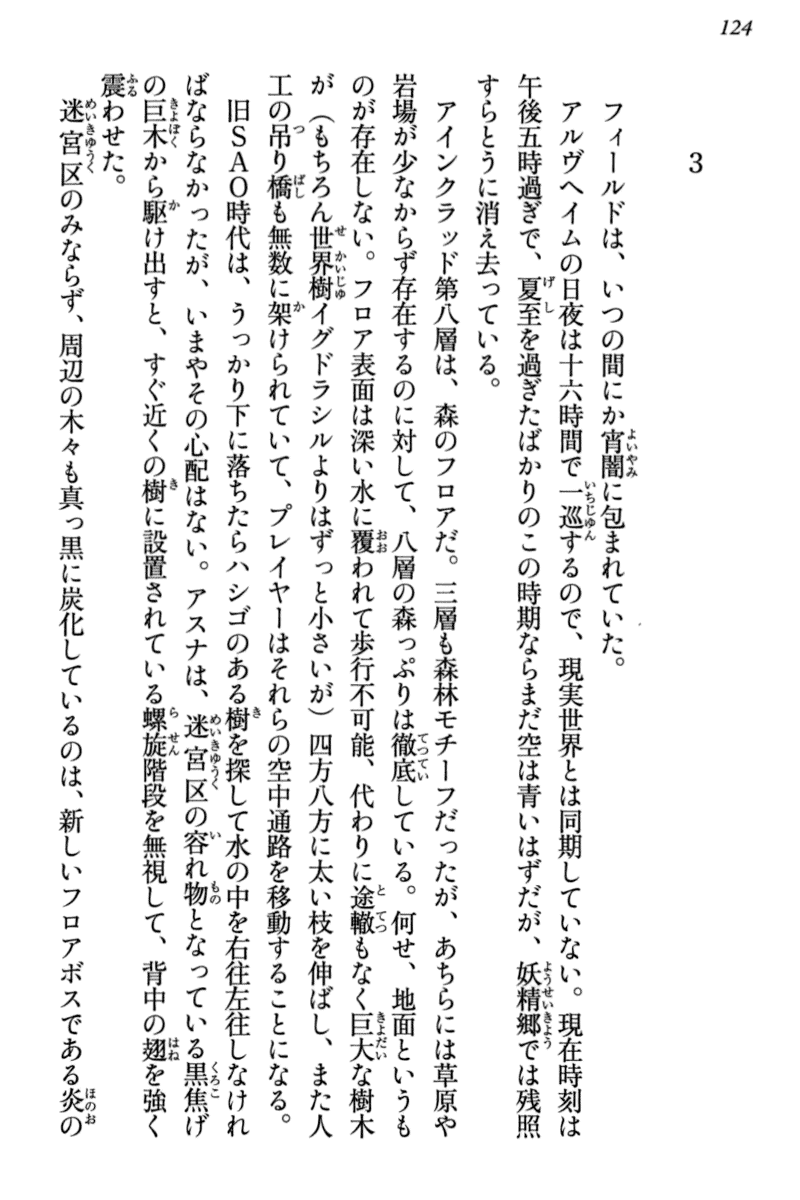 124
3
フィールドは、いつの間にか宵闇に包まれていた。
アルヴヘイムの日夜は十六時間で一巡するので、現実世界とは同期していない。現在時刻は
午後五時過ぎで、夏至を過ぎたばかりのこの時期ならまだ空は青いはずだが、妖精郷では残照
すらとうに消え去っている。
アインクラッド第八層は、森のフロアだ。三層も森林モチーフだったが、あちらには草原や
岩場が少なからず存在するのに対して、八層の森っぷりは徹底している。何せ、地面というも
のが存在しない。フロア表面は深い水に覆われて歩行不可能、代わりに途轍もなく巨大な樹木
が（もちろん世界樹イグドラシルよりはずっと小さいが）四方八方に太い枝を伸ばし、また人
工の吊り橋も無数に架けられていて、プレイヤーはそれらの空中通路を移動することになる。
旧ＳＡＯ時代は、うっかり下に落ちたらハシゴのある樹を探して水の中を右往左往しなけれ
ばならなかったが、いまやその心配はない。アスナは、迷宮区の容れ物となっている黒焦げ
の巨木から駆け出すと、すぐ近くの樹に設置されている螺旋階段を無視して、背中の翅を強く
震わせた。
迷宮区のみならず、周辺の木々も真っ黒に炭化しているのは、新しいフロアボスである炎の